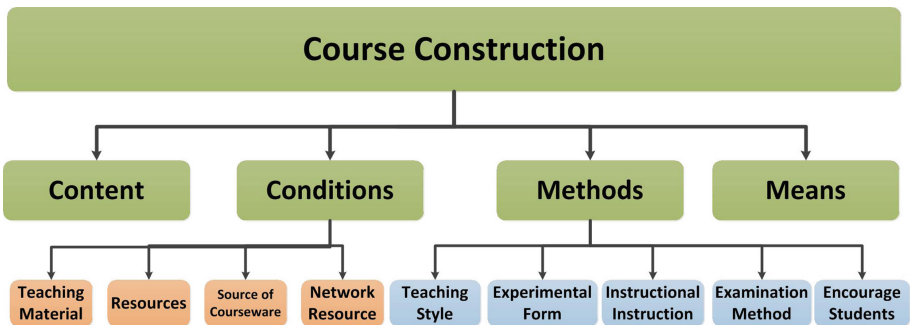 Course Construction
Content
Conditions
Methods
Means
Teaching
Material
Resources
Source of
Courseware
Network
Resource
Teaching
Style
Experimental
Form
Instructional
Instruction
Examination
Method
Encourage
Students